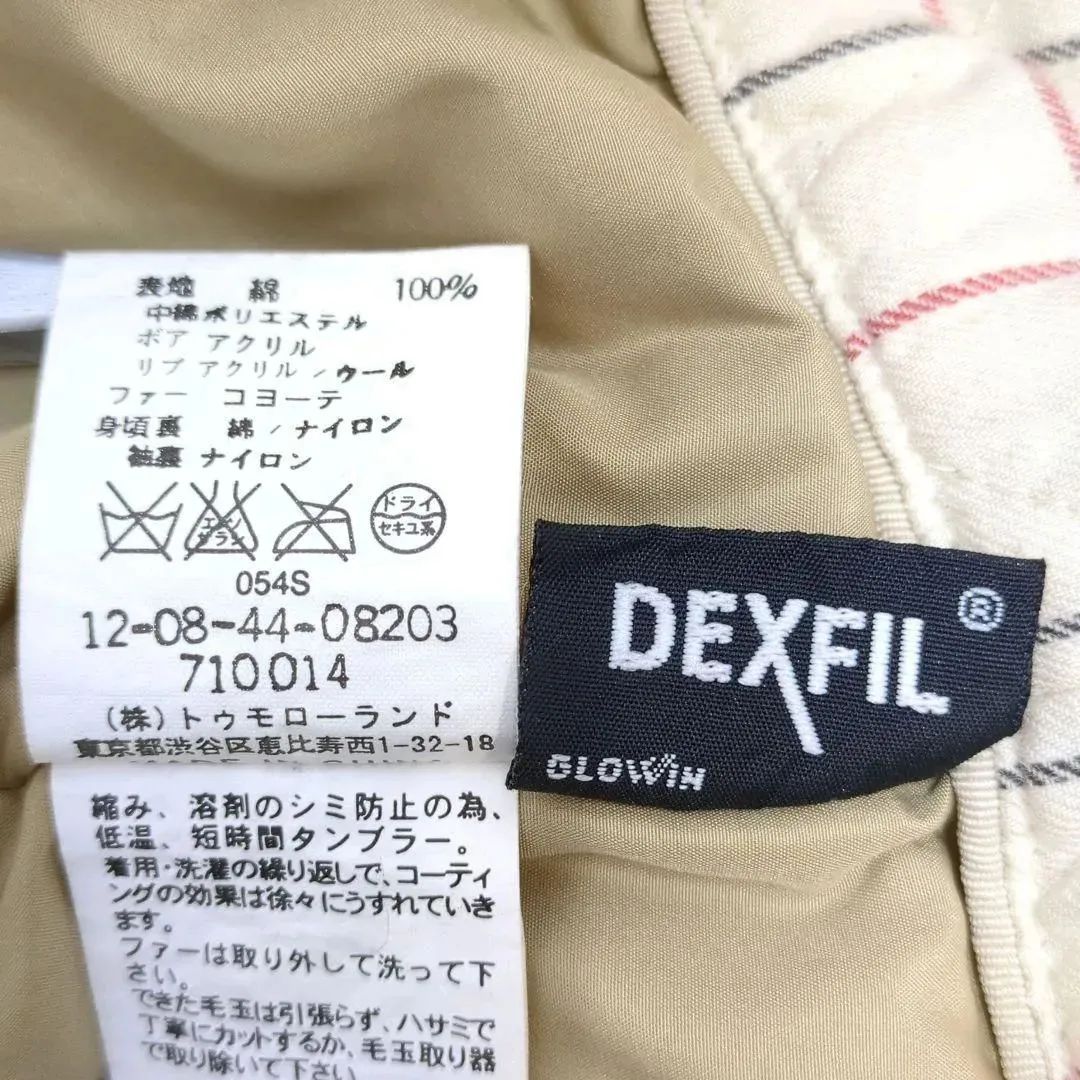 表地 綿 100%
中綿ポリエステル
ボア アクリル
リブ アクリル/ウール
ファー コヨーテ
身頃裏 綿/ナイロン
袖裏 ナイロン
エンソ
サラシ
ドライ
セキユ系
054S
12-08-44-08203
710014
(株)トゥモローランド
東京都渋谷区恵比寿西1-32-18
縮み、溶剤のシミ防止の為、
低温、短時間タンブラー。
着用・洗濯の繰り返しで、コーティ
ングの効果は徐々にうすれていき
ます。
ファーは取り外して洗って下
さい。
できた毛玉は引張らず、ハサミで
丁寧にカットするか、毛玉取り器
で取り除いて下さい。
DEXFIL®
GLOWIN